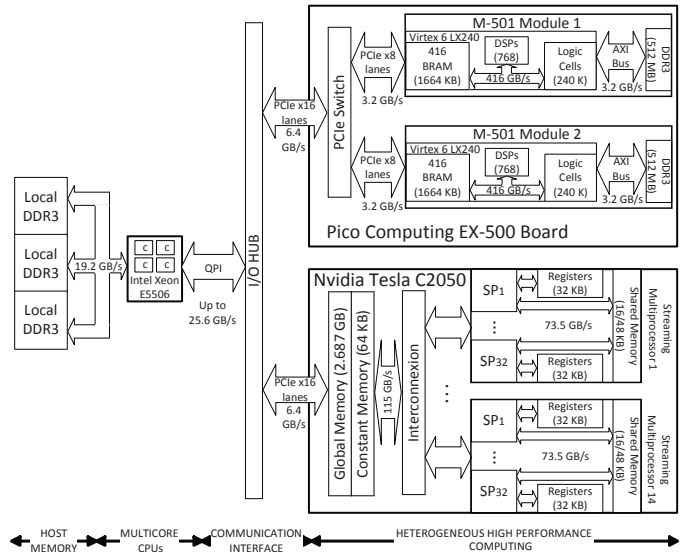 Local
DDR3
Local
DDR3
Local
DDR3
19.2 GB/s
C
C
C
C
Intel Xeon
E5506
QPI
Up to
25.6 GB/s
I/O HUB
PCIe x16
lanes
6.4
GB/s
PCIe x16
lanes
6.4
GB/s
PCIe Switch
PCIe x8
lanes
3.2 GB/s
M-501 Module 1
Virtex 6 LX240
416
BRAM
(1664 KB)
DSPs
(768)
416 GB/s
Logic
Cells
(240 K)
AXI
Bus
3.2 GB/s
DDR3
(512 MB)
PCIe x8
lanes
3.2 GB/s
M-501 Module 2
Virtex 6 LX240
416
BRAM
(1664 KB)
DSPs
(768)
416 GB/s
Logic
Cells
(240 K)
AXI
Bus
3.2 GB/s
DDR3
(512 MB)
Pico Computing EX-500 Board
Nvidia Tesla C2050
Global Memory (2.687 GB)
Constant Memory (64 KB)
115 GB/s
Interconnexion
...
SP1
...
SP32
Registers
(32 KB)
73.5 GB/s
Registers
(32 KB)
Shared Memory
(16/48 KB)
Streaming
Multiprocessor 1
SP1
...
SP32
Registers
(32 KB)
73.5 GB/s
Registers
(32 KB)
Shared Memory
(16/48 KB)
Streaming
Multiprocessor 14
HOST
MEMORY
MULTICORE
CPUs
COMMUNICATION
INTERFACE
HETEROGENEOUS HIGH PERFORMANCE
COMPUTING